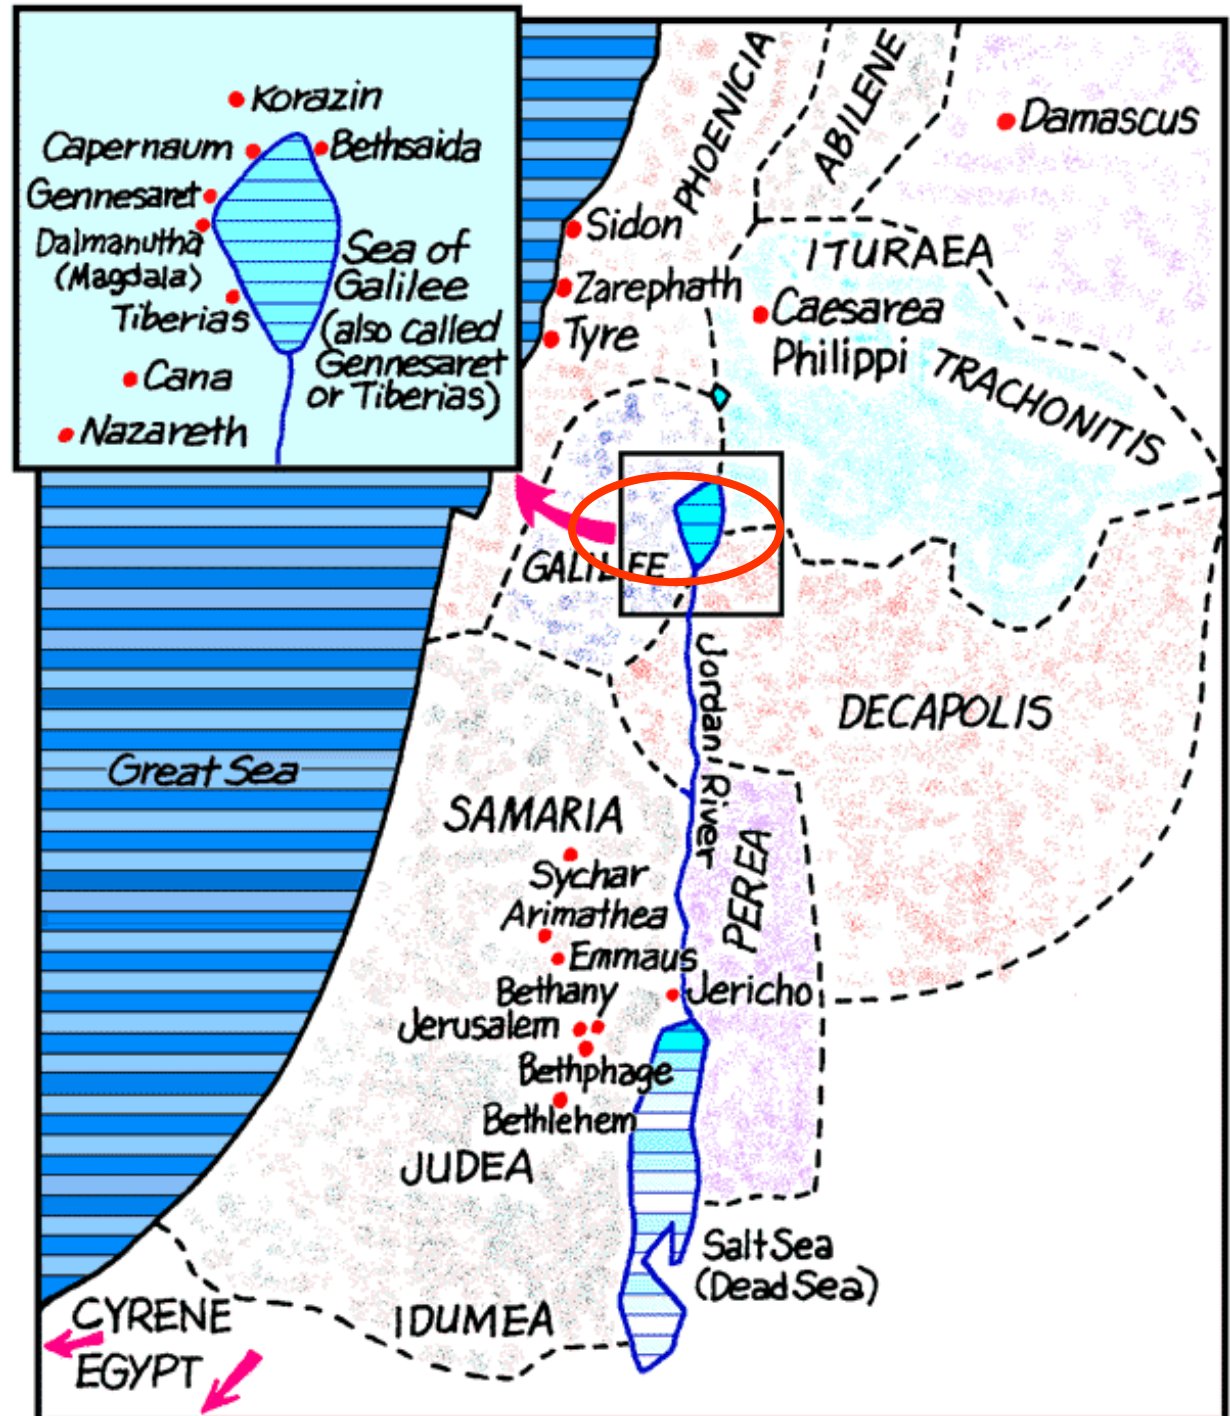 Korazin
Capernaum
Bethsaida
Gennesaret
Dalmanutha
(Magdala)
Tiberias
Sea of
Galilee
(also called
Gennesaret
or Tiberias)
Cana
Nazareth
PHOENICIA
ABILENE
Damascus
Sidon
ITURAEA
Zarephath
Caesarea
Philippi
Tyre
TRACHONITIS
GALILEE
Jordan River
DECAPOLIS
Great Sea
SAMARIA
PEREA
Sychar
Arimathea
Emmaus
Bethany
Jericho
Jerusalem
Bethphage
Bethlehem
JUDEA
Salt Sea
(Dead Sea)
CYRENE
IDUMEA
EGYPT